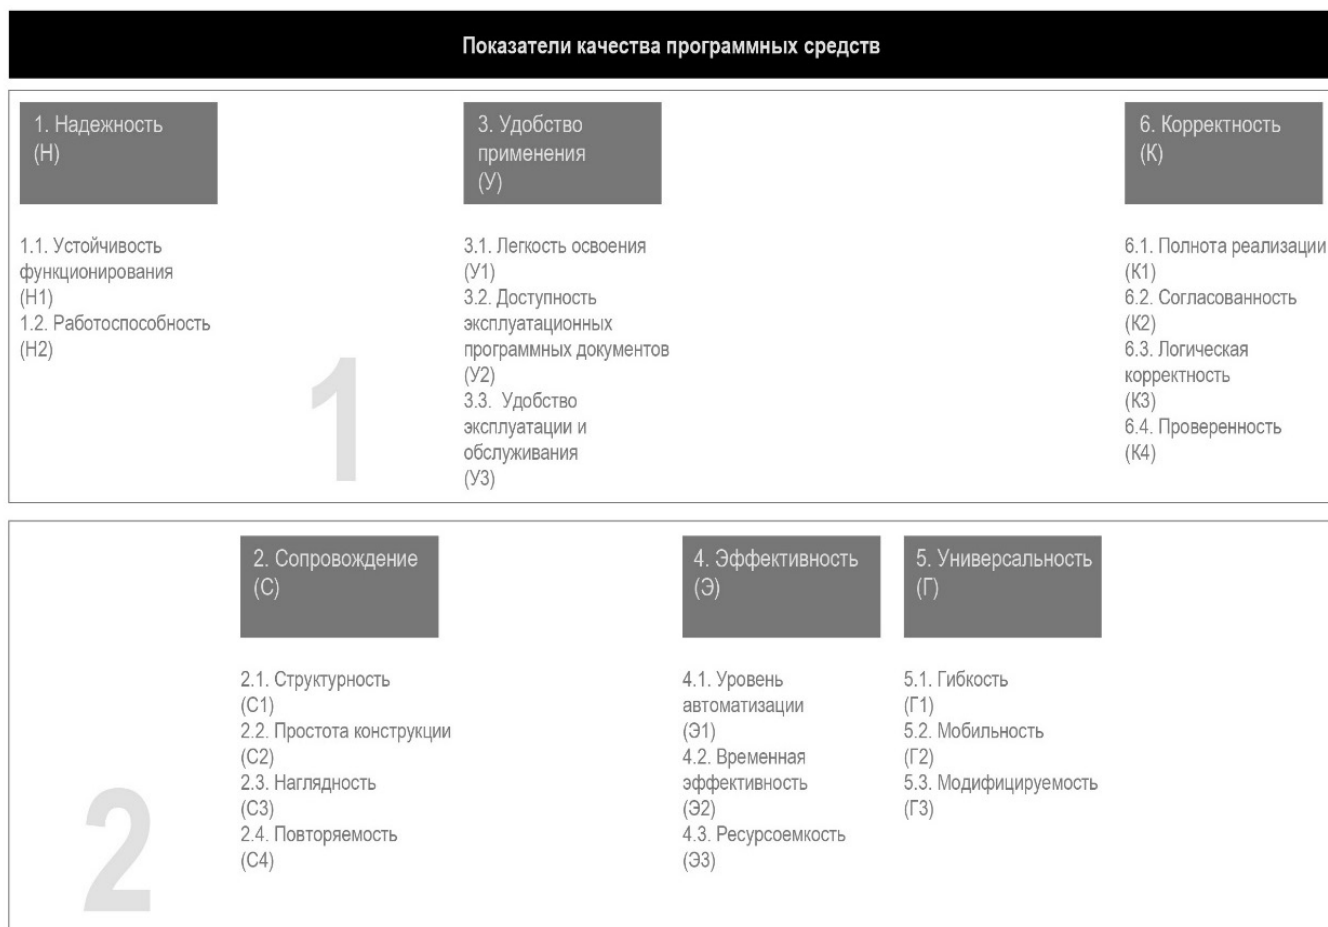 Показатели качества программных средств
1. Надежность
(Н)
1.1. Устойчивость
функционирования
(Н1)
1.2. Работоспособность
(Н2)
1
3. Удобство
применения
(У)
3.1. Легкость освоения
(У1)
3.2. Доступность
эксплуатационных
программных документов
(У2)
3.3. Удобство
эксплуатации и
обслуживания
(У3)
6. Корректность
(К)
6.1. Полнота реализации
(К1)
6.2. Согласованность
(К2)
6.3. Логическая
корректность
(К3)
6.4. Проверенность
(К4)
2
2. Сопровождение
(С)
2.1. Структурность
(С1)
2.2. Простота конструкции
(С2)
2.3. Наглядность
(С3)
2.4. Повторяемость
(С4)
4. Эффективность
(Э)
4.1. Уровень
автоматизации
(Э1)
4.2. Временная
эффективность
(Э2)
4.3. Ресурсоемкость
(Э3)
5. Универсальность
(Г)
5.1. Гибкость
(Г1)
5.2. Мобильность
(Г2)
5.3. Модифицируемость
(Г3)